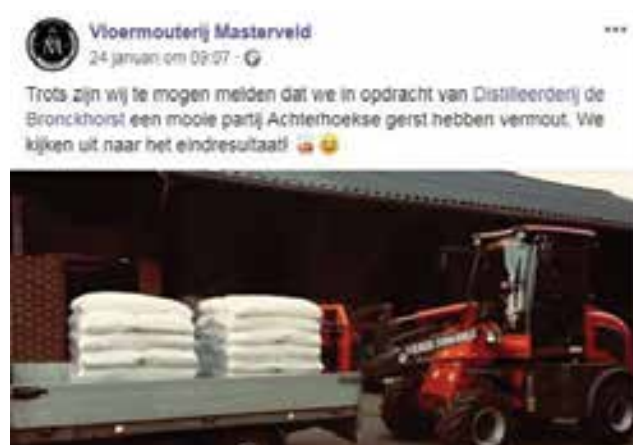 Vloermouterij Masterveld
24 januari om 09:07
Trots zijn wij te mogen melden dat we in opdracht van Distilleerderij de
Bronckhorst een mooie partij Achterhoekse gerst hebben vermout. We
kijken uit naar het eindresultaat!